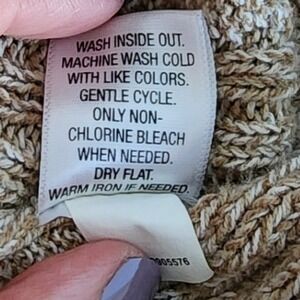 WASH INSIDE OUT.
MACHINE WASH COLD
WITH LIKE COLORS.
GENTLE CYCLE.
ONLY NON-
CHLORINE BLEACH
WHEN NEEDED.
DRY FLAT.
WARM IRON IF NEEDED.